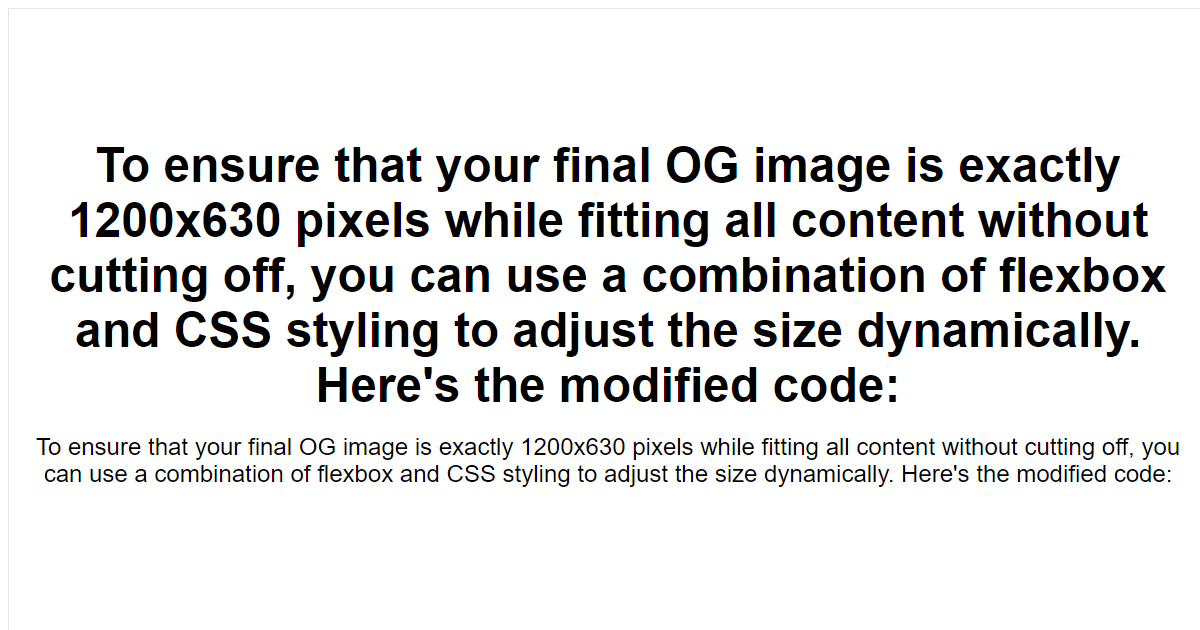 To ensure that your final OG image is exactly
1200x630 pixels while fitting all content without
cutting off, you can use a combination of flexbox
and CSS styling to adjust the size dynamically.
Here's the modified code:
To ensure that your final OG image is exactly 1200x630 pixels while fitting all content without cutting off, you
can use a combination of flexbox and CSS styling to adjust the size dynamically. Here's the modified code: